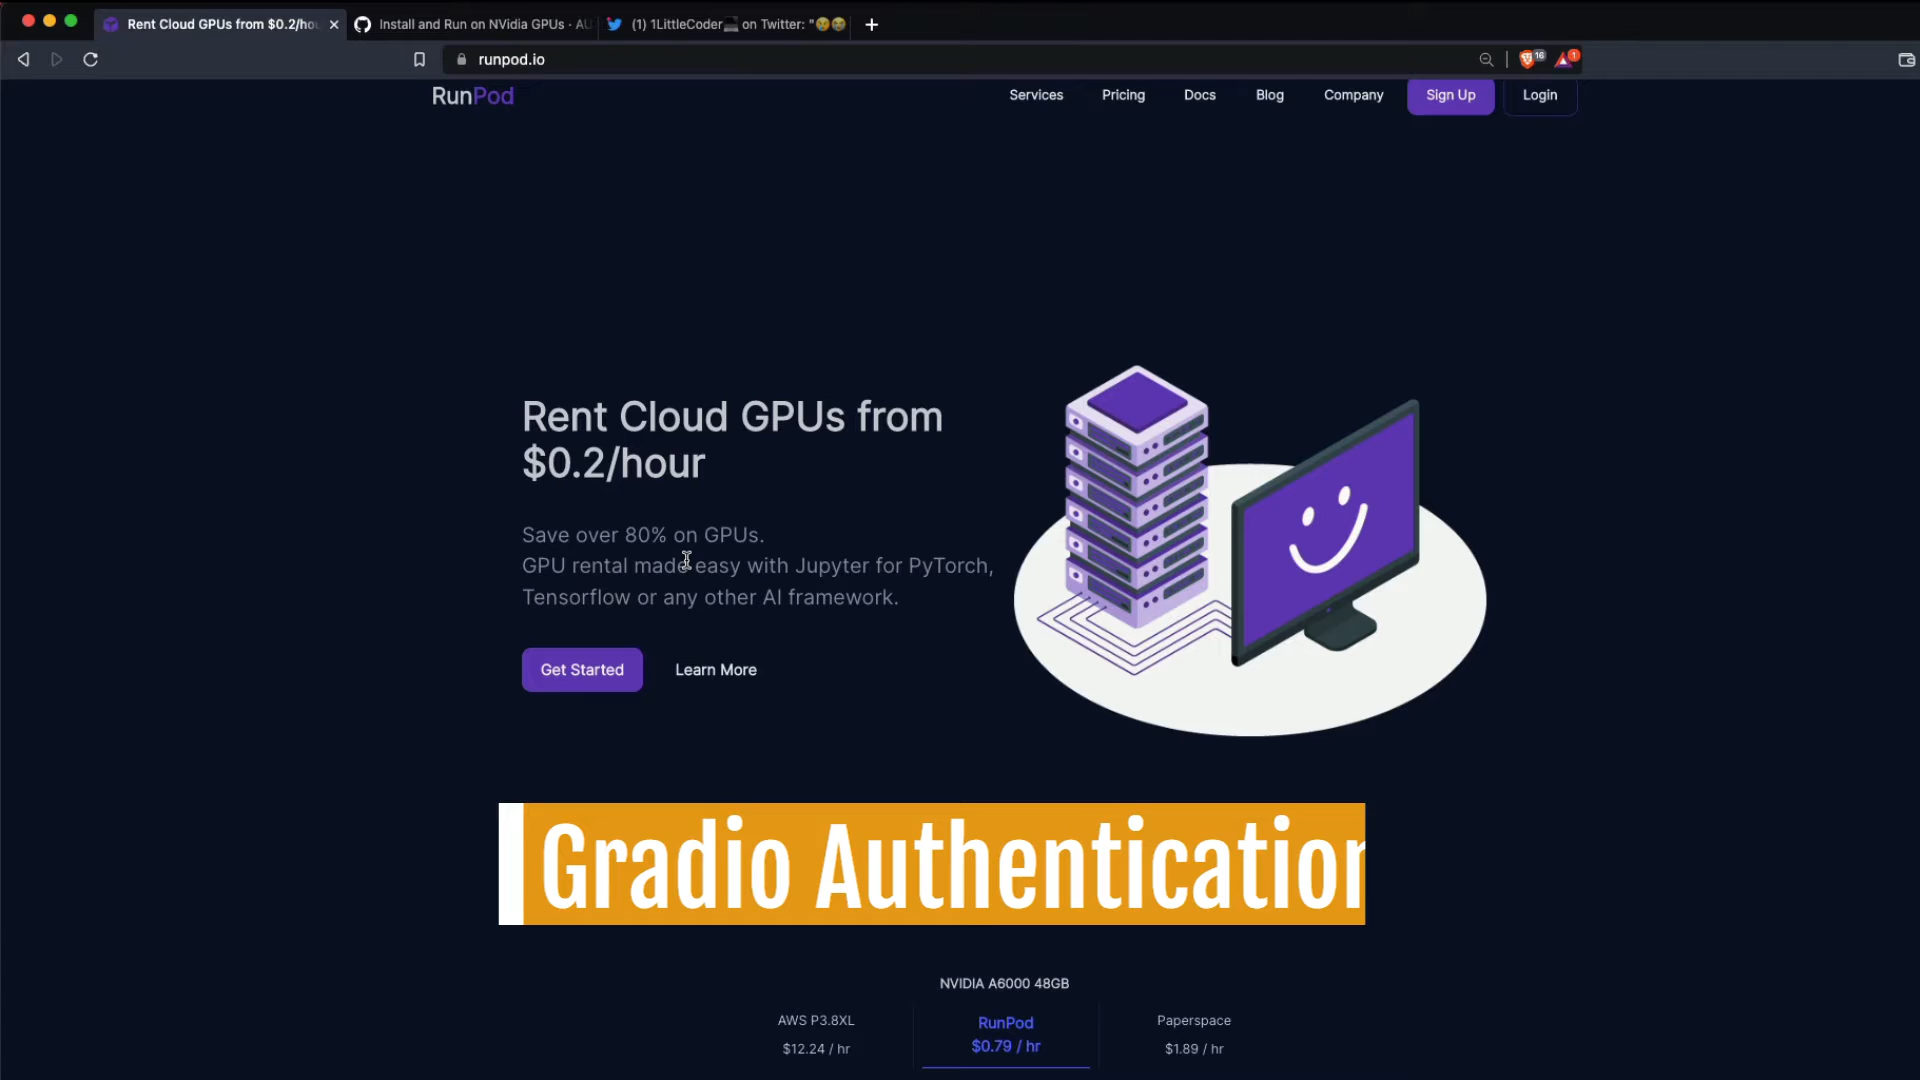 Rent Cloud GPUs from $0.2/hou
Install and Run on NVidia GPUs · AU
(1) 1LittleCoder💻 on Twitter: "😢😢
runpod.io
16
1
RunPod
Services
Pricing
Docs
Blog
Company
Sign Up
Login
Rent Cloud GPUs from
$0.2/hour
Save over 80% on GPUs.
GPU rental made easy with Jupyter for PyTorch,
Tensorflow or any other AI framework.
Get Started
Learn More
Gradio Authentication
NVIDIA A6000 48GB
AWS P3.8XL
RunPod
Paperspace
$12.24 / hr
$0.79 / hr
$1.89 / hr